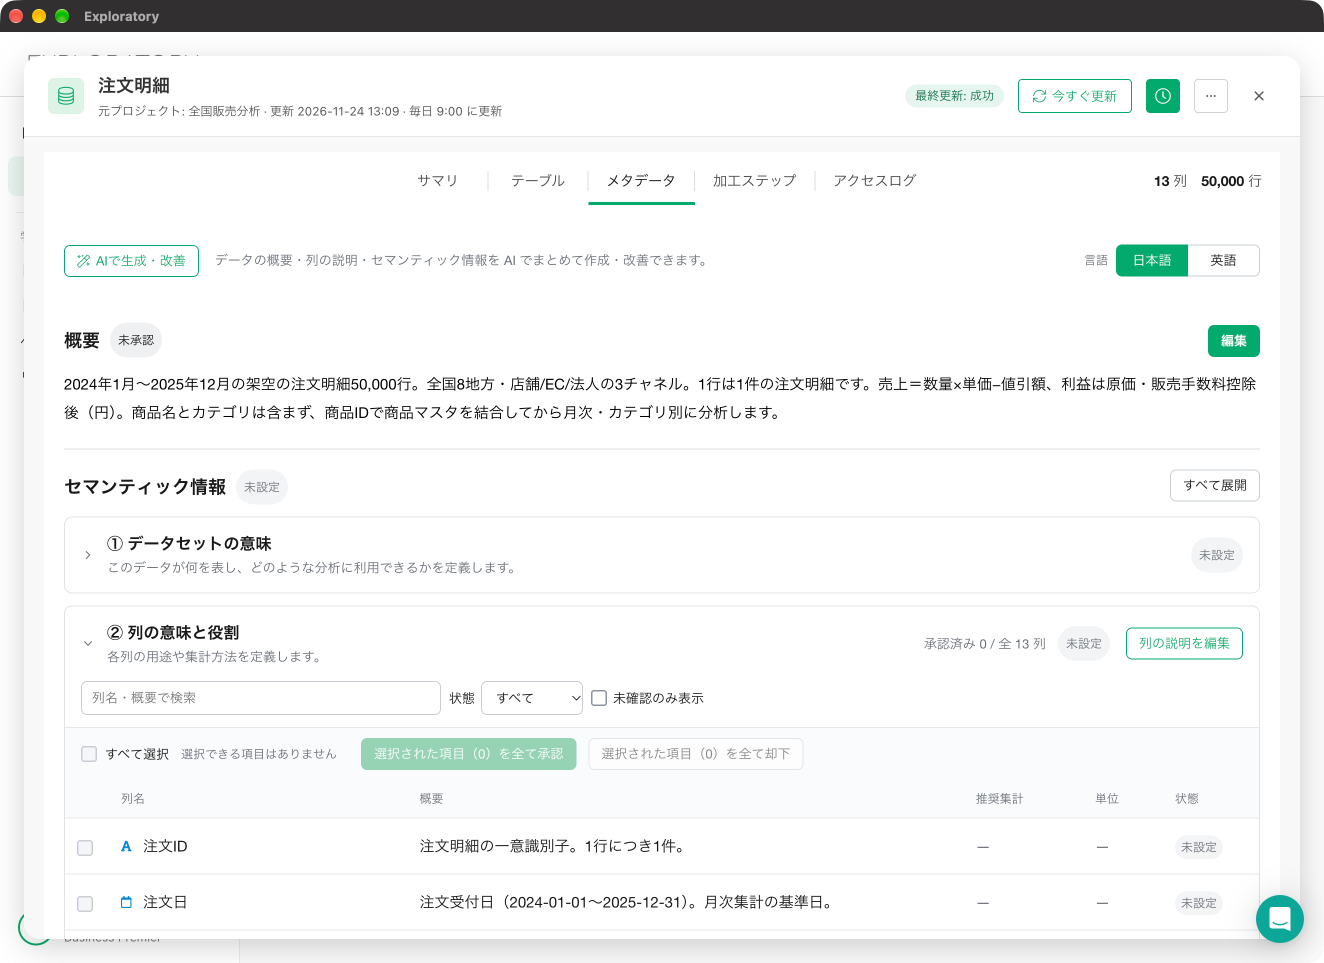 Exploratory
注文明細
元プロジェクト: 全国販売分析 · 更新 2026-11-24 13:09 · 毎日 9:00 に更新
最終更新: 成功
今すぐ更新
サマリ
テーブル
メタデータ
加工ステップ
アクセスログ
13 列 50,000 行
AIで生成・改善
データの概要・列の説明・セマンティック情報を AI でまとめて作成・改善できます。
言語
日本語
英語
概要
未承認
編集
2024年1月〜2025年12月の架空の注文明細50,000行。全国8地方・店舗/EC/法人の3チャネル。1行は1件の注文明細です。売上＝数量×単価−値引額、利益は原価・販売手数料控除
後（円）。商品名とカテゴリは含まず、商品IDで商品マスタを結合してから月次・カテゴリ別に分析します。
セマンティック情報
未設定
すべて展開
① データセットの意味
このデータが何を表し、どのような分析に利用できるかを定義します。
未設定
② 列の意味と役割
各列の用途や集計方法を定義します。
承認済み 0 / 全 13 列
未設定
列の説明を編集
列名・概要で検索
状態
すべて
未確認のみ表示
すべて選択
選択できる項目はありません
選択された項目（0）を全て承認
選択された項目（0）を全て却下
列名
概要
推奨集計
単位
状態
A 注文ID
注文明細の一意識別子。1行につき1件。
—
—
未設定
注文日
注文受付日（2024-01-01〜2025-12-31）。月次集計の基準日。
—
—
未設定
Business Premier